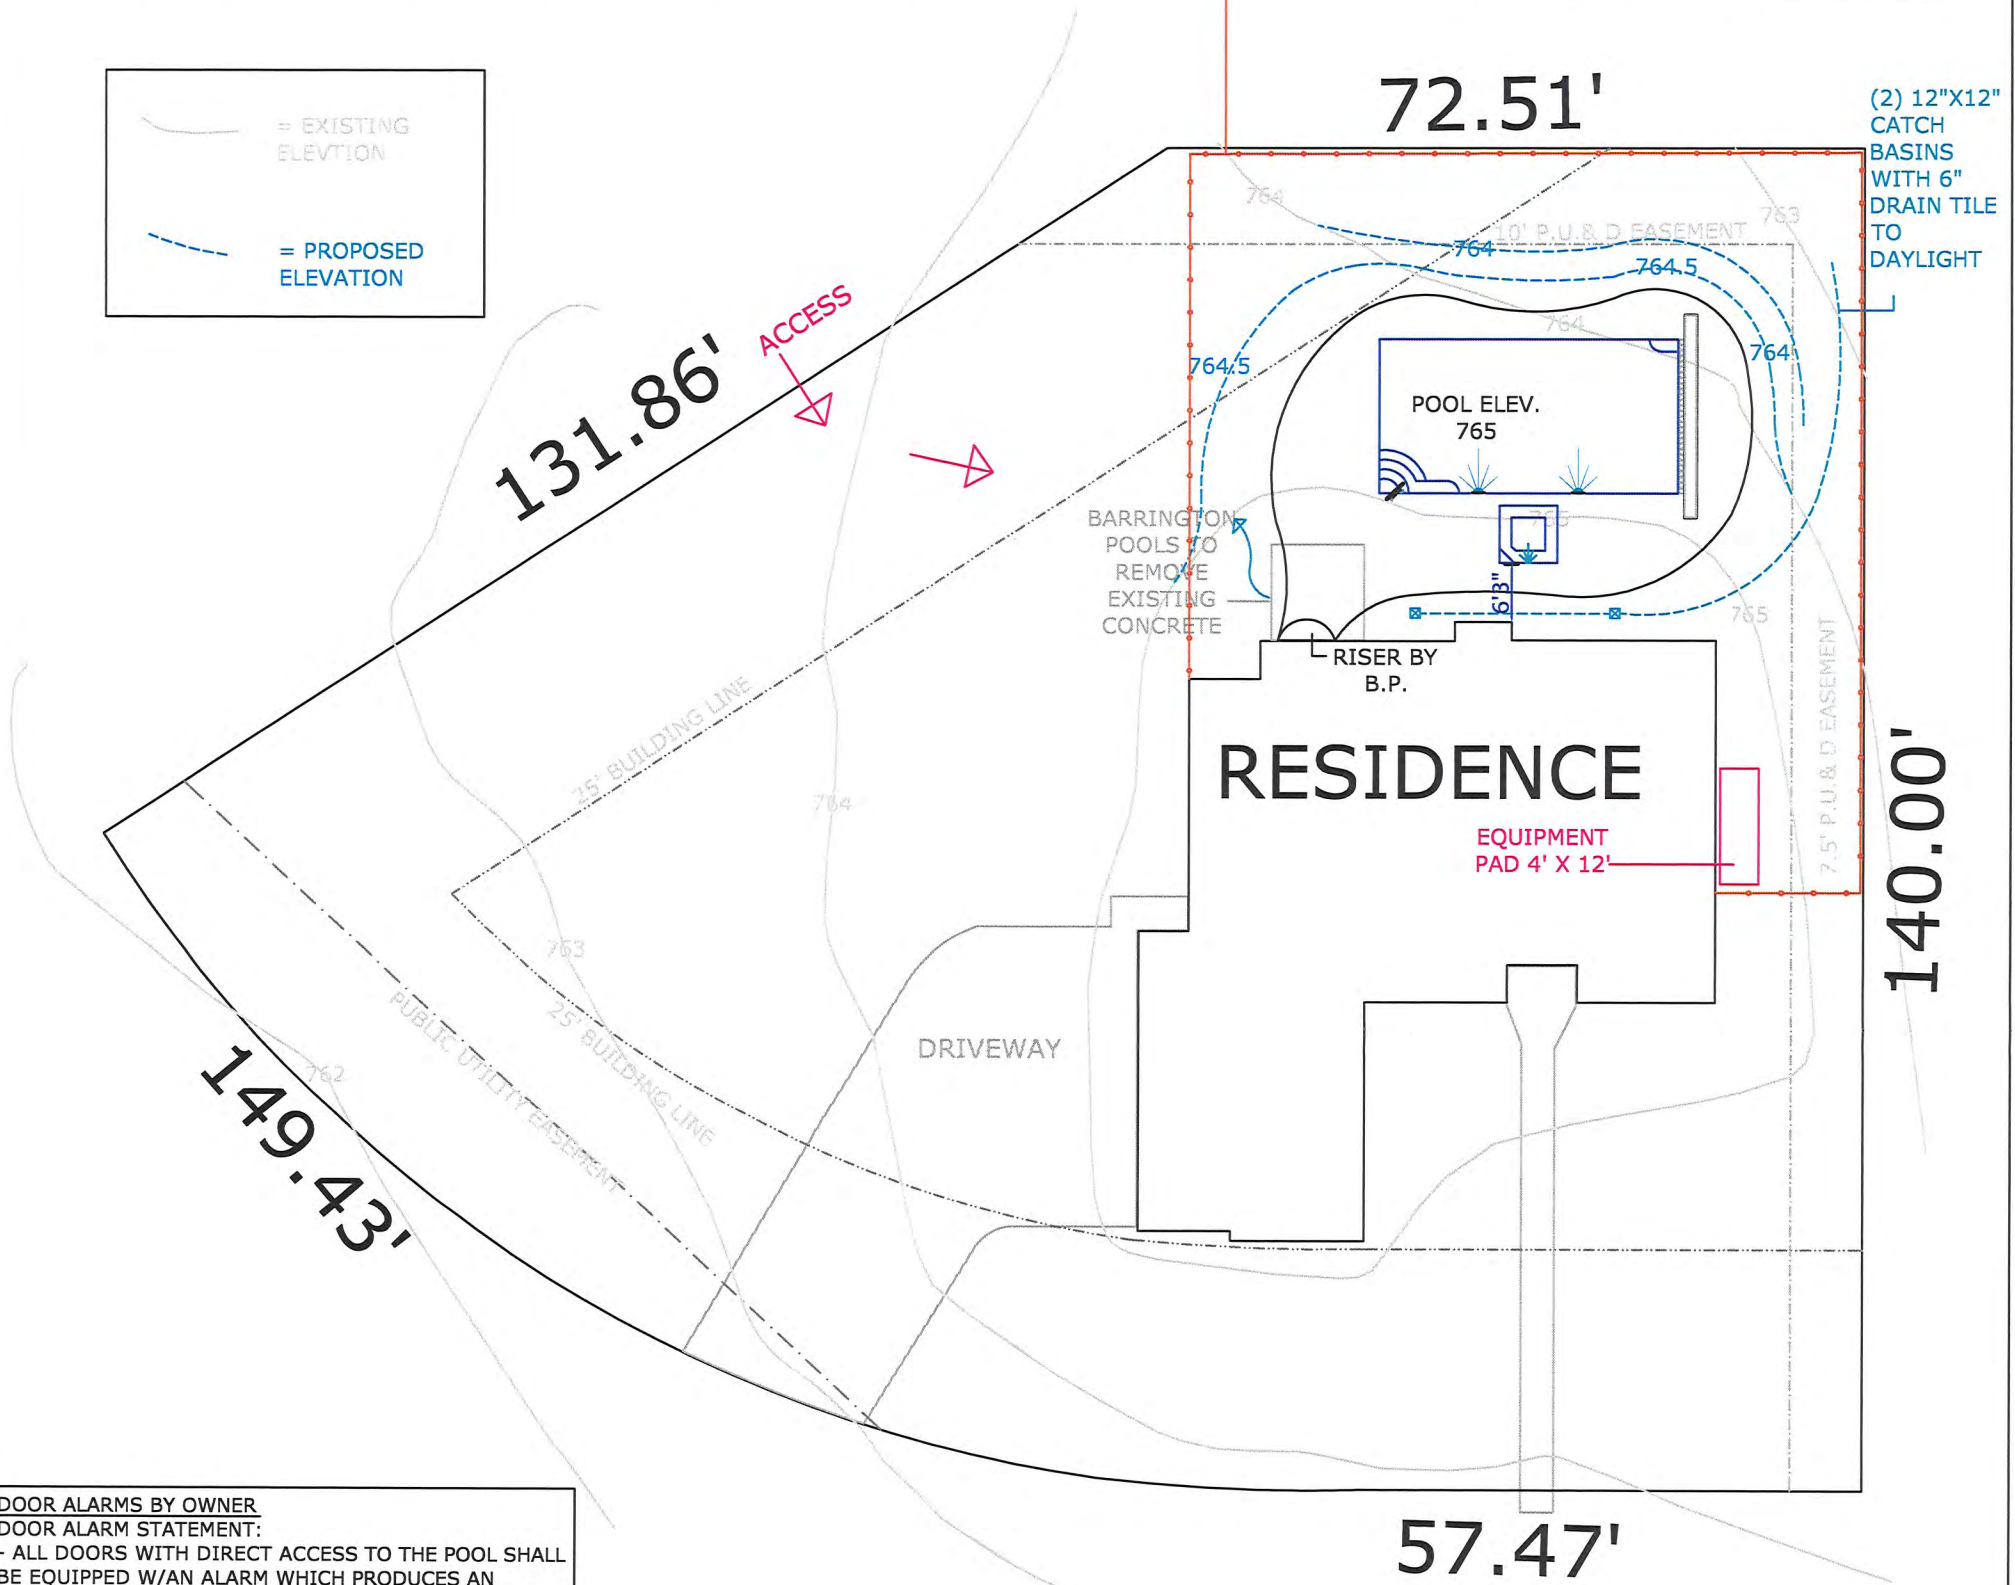 = EXISTING
ELEVTION
= PROPOSED
ELEVATION
72.51'
(2) 12"X12"
CATCH
BASINS
WITH 6"
DRAIN TILE
TO
DAYLIGHT
764
763
10' P.U.& D EASEMENT
764
764.5
ACCESS
131.86'
764
764
764.5
POOL ELEV.
765
765
BARRINGTON
POOLS TO
REMOVE
EXISTING
CONCRETE
6'3"
765
RISER BY
B.P.
7.5' P.U.& D EASEMENT
25' BUILDING LINE
RESIDENCE
764
EQUIPMENT
PAD 4' X 12'
140.00'
763
PUBLIC UTILITY EASEMENT
25' BUILDING LINE
DRIVEWAY
762
149.43'
57.47'
DOOR ALARMS BY OWNER
DOOR ALARM STATEMENT:
- ALL DOORS WITH DIRECT ACCESS TO THE POOL SHALL
BE EQUIPPED W/AN ALARM WHICH PRODUCES AN